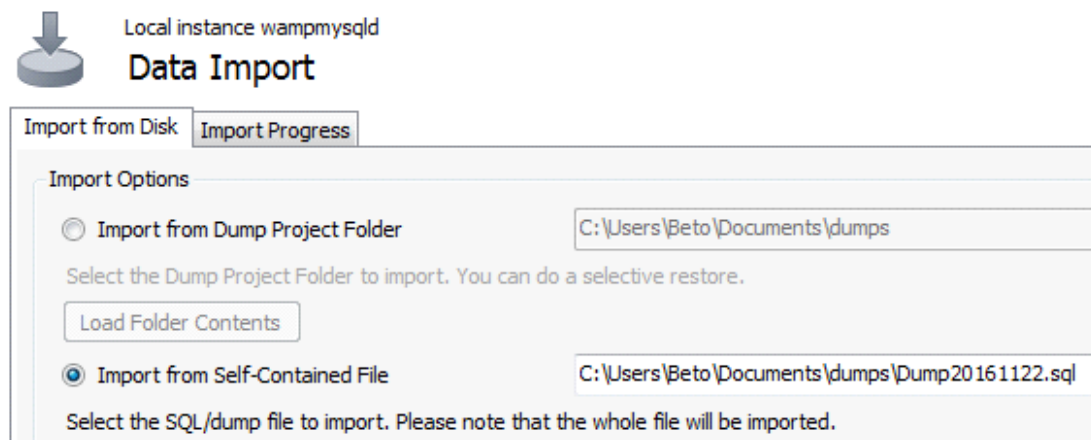 Local instance wampmysqld
Data Import
Import from Disk
Import Progress
Import Options
Import from Dump Project Folder
C:\Users\Beto\Documents\dumps
Select the Dump Project Folder to import. You can do a selective restore.
Load Folder Contents
Import from Self-Contained File
C:\Users\Beto\Documents\dumps\Dump20161122.sql
Select the SQL/dump file to import. Please note that the whole file will be imported.